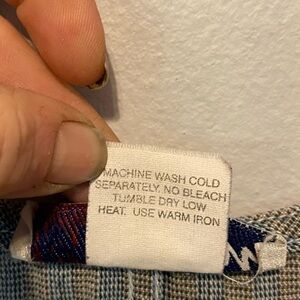 MACHINE WASH COLD
SEPARATELY. NO BLEACH
TUMBLE DRY LOW
HEAT. USE WARM IRON